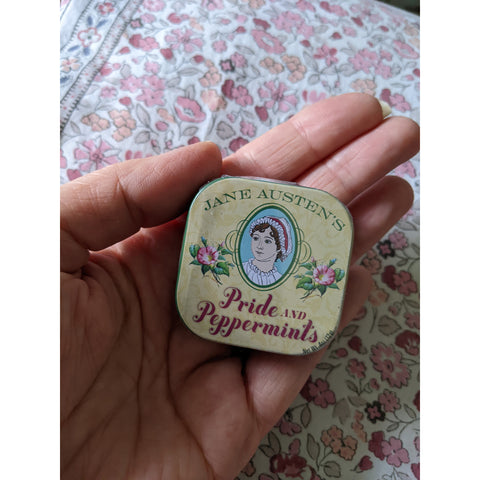 JANE AUSTEN'S
Pride AND
Peppermints